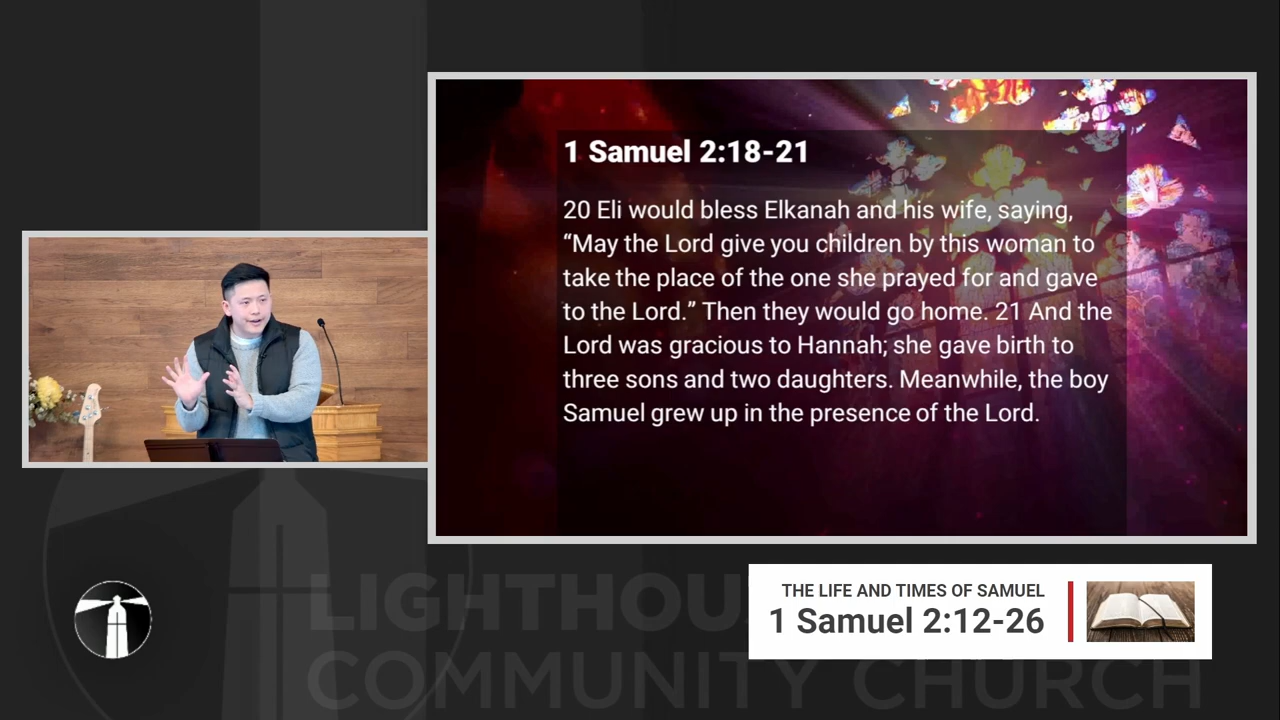 1 Samuel 2:18-21
20 Eli would bless Elkanah and his wife, saying,
“May the Lord give you children by this woman to
take the place of the one she prayed for and gave
to the Lord.” Then they would go home. 21 And the
Lord was gracious to Hannah; she gave birth to
three sons and two daughters. Meanwhile, the boy
Samuel grew up in the presence of the Lord.
THE LIFE AND TIMES OF SAMUEL
1 Samuel 2:12-26
LIGHTHOU
COMMUNITY CHURCH